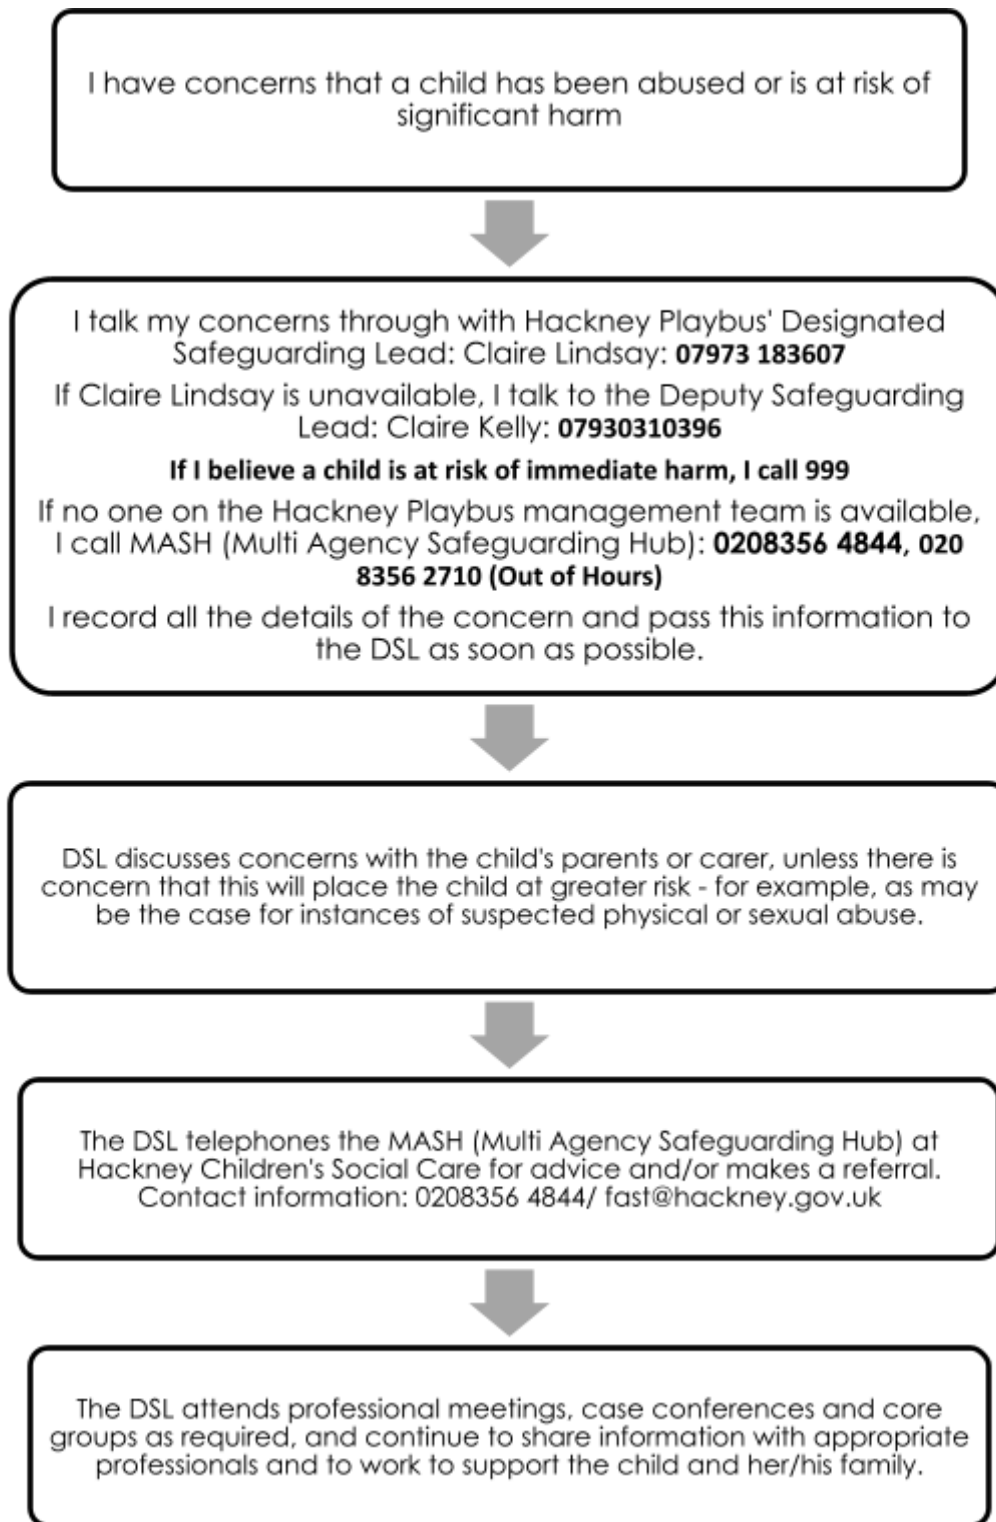 I have concerns that a child has been abused or is at risk of
significant harm
I talk my concerns through with Hackney Playbus' Designated
Safeguarding Lead: Claire Lindsay: 07973 183607
If Claire Lindsay is unavailable, I talk to the Deputy Safeguarding
Lead: Claire Kelly: 07930310396
If I believe a child is at risk of immediate harm, I call 999
If no one on the Hackney Playbus management team is available,
I call MASH (Multi Agency Safeguarding Hub): 0208356 4844, 020
8356 2710 (Out of Hours)
I record all the details of the concern and pass this information to
the DSL as soon as possible.
DSL discusses concerns with the child's parents or carer, unless there is
concern that this will place the child at greater risk - for example, as may
be the case for instances of suspected physical or sexual abuse.
The DSL telephones the MASH (Multi Agency Safeguarding Hub) at
Hackney Children's Social Care for advice and/or makes a referral.
Contact information: 0208356 4844/ fast@hackney.gov.uk
The DSL attends professional meetings, case conferences and core
groups as required, and continue to share information with appropriate
professionals and to work to support the child and her/his family.